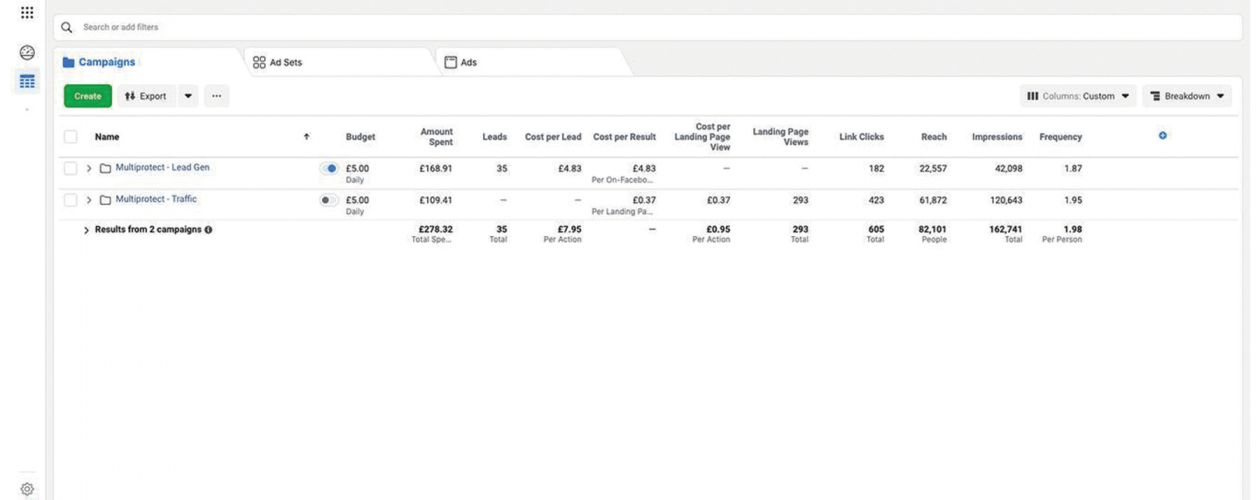 Search or add filters
Campaigns Ad Sets Ads
Create Export ... Columns: Custom Breakdown
Name Budget Amount Spent Leads Cost per Lead Cost per Result Cost per Landing Page View Landing Page Views Link Clicks Reach Impressions Frequency
Multiprotect - Lead Gen £5.00 £168.91 35 £4.83 £4.83 — — 182 22,557 42,098 1.87
Daily Per On-Facebo...
Multiprotect - Traffic £5.00 £109.41 — — £0.37 £0.37 293 423 61,872 120,643 1.95
Daily Per Landing Pa...
Results from 2 campaigns £278.32 35 £7.95 — £0.95 293 605 82,101 162,741 1.98
Total Spe... Total Per Action Per Action Total Total People Total Per Person